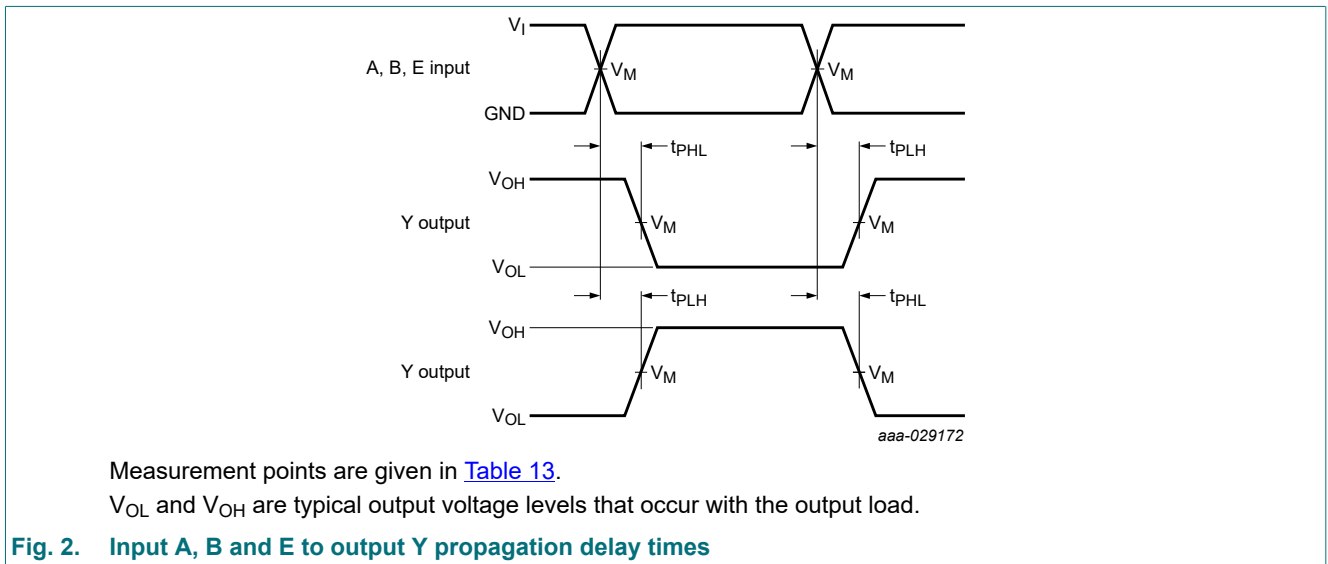 V_I
A, B, E input
V_M
V_M
GND
t_PHL
t_PLH
V_OH
Y output
V_M
V_M
V_OL
t_PLH
t_PHL
V_OH
Y output
V_M
V_M
V_OL
aaa-029172
Measurement points are given in Table 13.
V_OL and V_OH are typical output voltage levels that occur with the output load.
Fig. 2. Input A, B and E to output Y propagation delay times